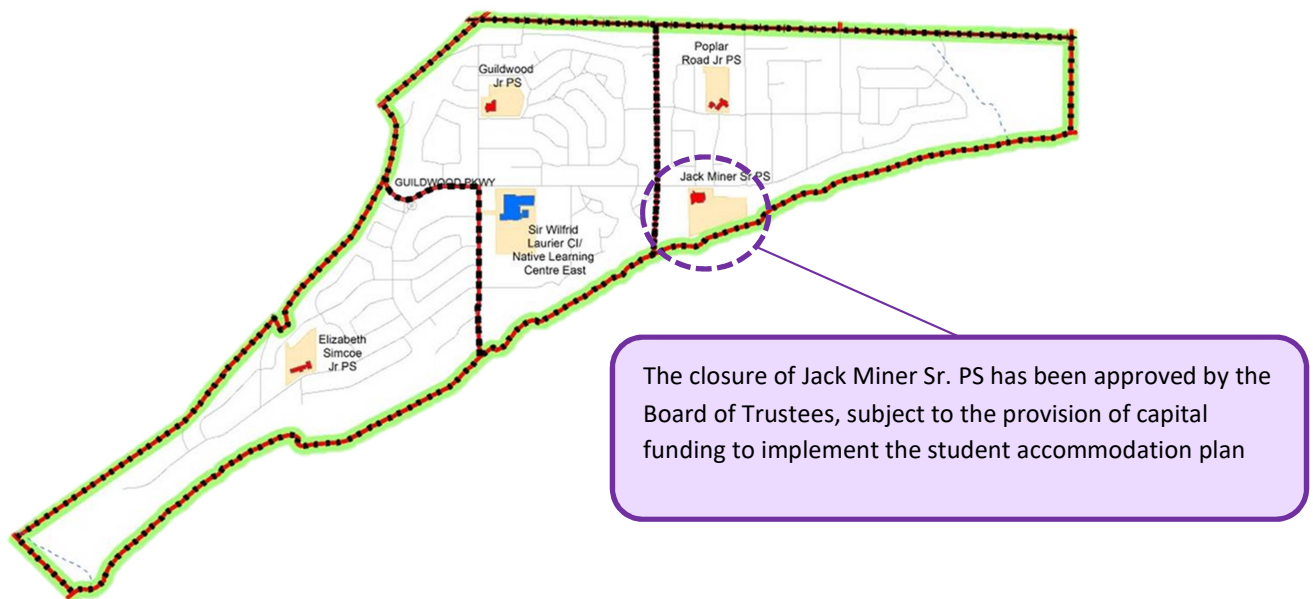 Poplar
Road Jr PS
Guildwood
Jr PS
Jack Miner Sr PS
GUILDWOOD PKWY
Sir Wilfrid
Laurier CI/
Native Learning
Centre East
Elizabeth
Simcoe
Jr PS
The closure of Jack Miner Sr. PS has been approved by the
Board of Trustees, subject to the provision of capital
funding to implement the student accommodation plan